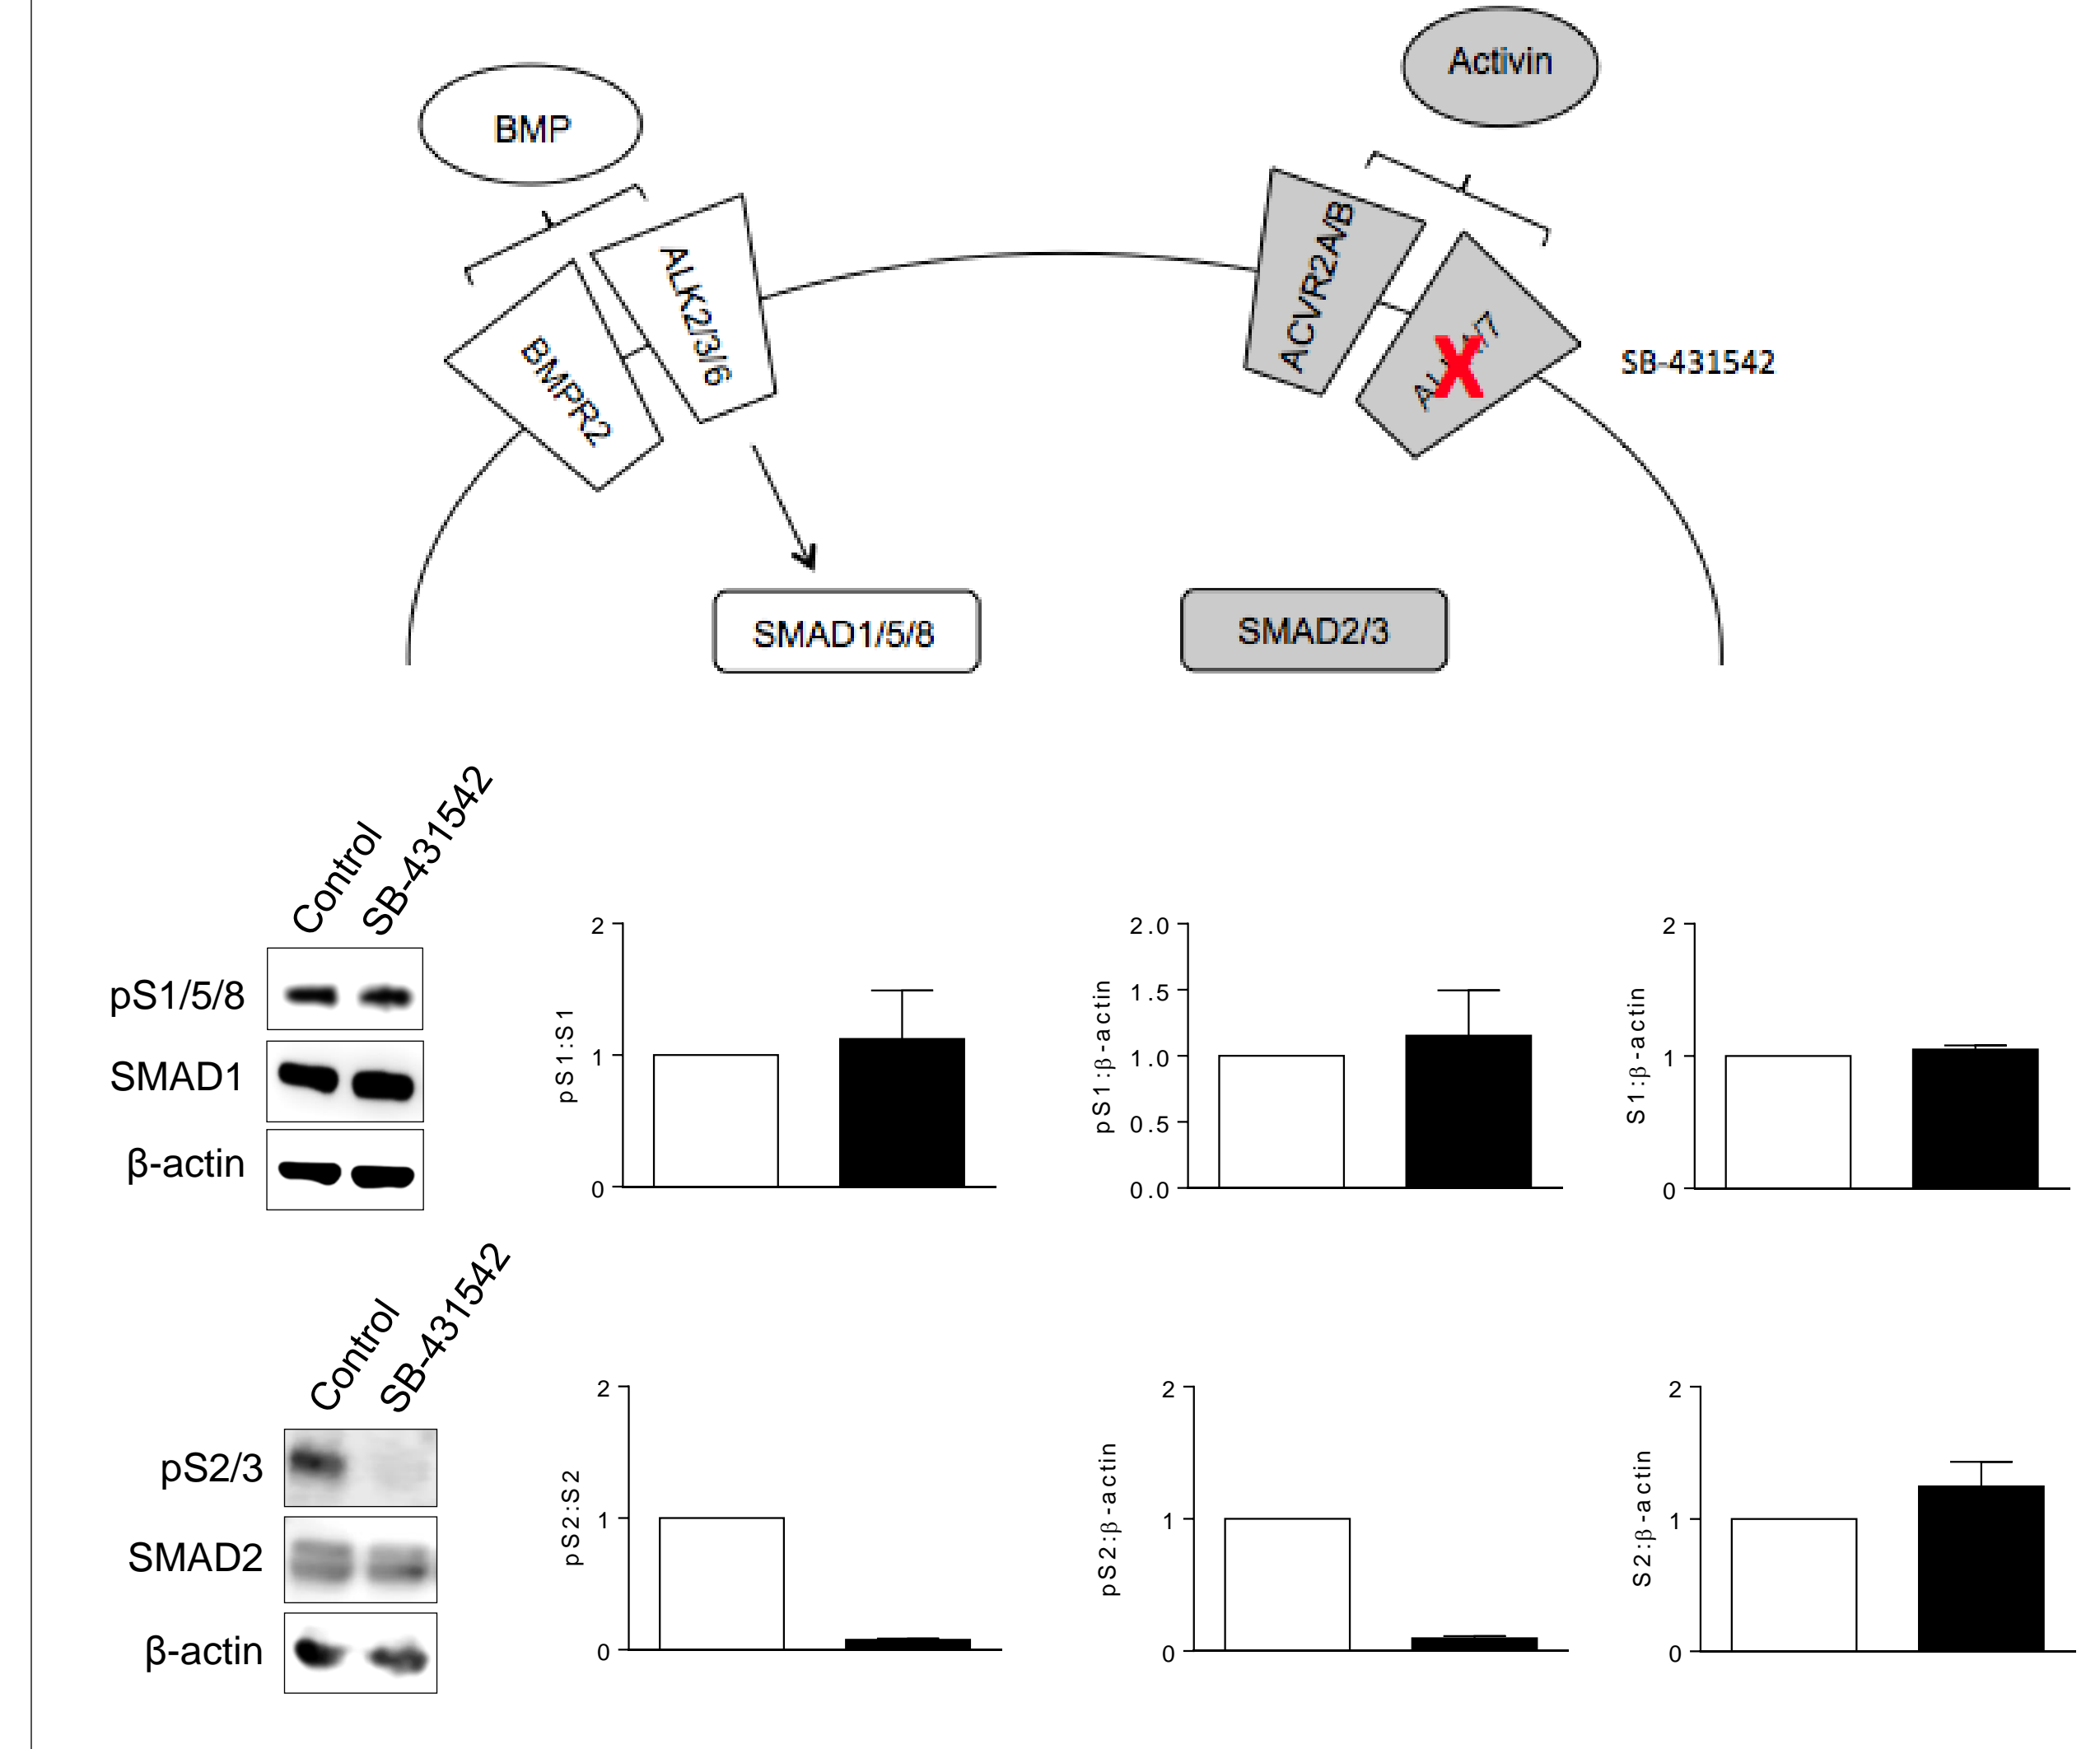 Activin
BMP
ACVR2A/B
ALK2/3/6
BMPR2
X
SB-431542
SMAD1/5/8
SMAD2/3
Control
SB-431542
pS1/5/8
SMAD1
β-actin
2
1
0
pS1:S1
2.0
1.5
1.0
0.5
0.0
pS1:β-actin
2
1
0
S1:β-actin
Control
SB-431542
pS2/3
SMAD2
β-actin
2
1
0
pS2:S2
2
1
0
pS2:β-actin
2
1
0
S2:β-actin